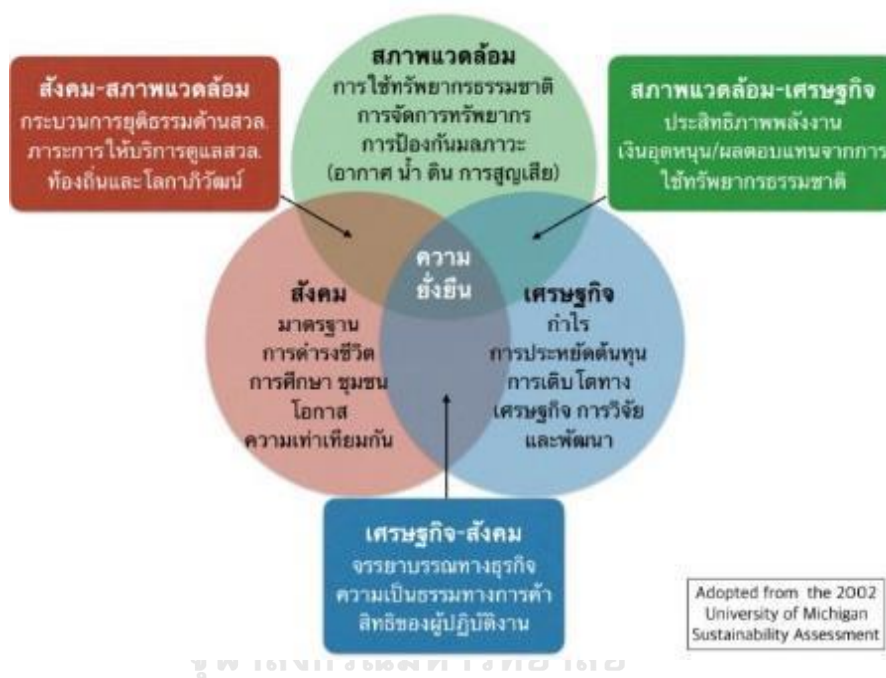 สภาพแวดล้อม
การใช้ทรัพยากรธรรมชาติ
การจัดการทรัพยากร
การป้องกันมลภาวะ
(อากาศ น้ำ ดิน การสูญเสีย)
สังคม-สภาพแวดล้อม
กระบวนการยุติธรรมด้านสวล.
ภาระการให้บริการดูแลสวล.
ท้องถิ่นและโลกาภิวัฒน์
สภาพแวดล้อม-เศรษฐกิจ
ประสิทธิภาพพลังงาน
เงินอุดหนุน/ผลตอบแทนจากการ
ใช้ทรัพยากรธรรมชาติ
ความ
ยั่งยืน
สังคม
มาตรฐาน
การดำรงชีวิต
การศึกษา ชุมชน
โอกาส
ความเท่าเทียมกัน
เศรษฐกิจ
กำไร
การประหยัดต้นทุน
การเติบโตทาง
เศรษฐกิจ การวิจัย
และพัฒนา
เศรษฐกิจ-สังคม
จรรยาบรรณทางธุรกิจ
ความเป็นธรรมทางการค้า
สิทธิของผู้ปฏิบัติงาน
Adopted from the 2002
University of Michigan
Sustainability Assessment